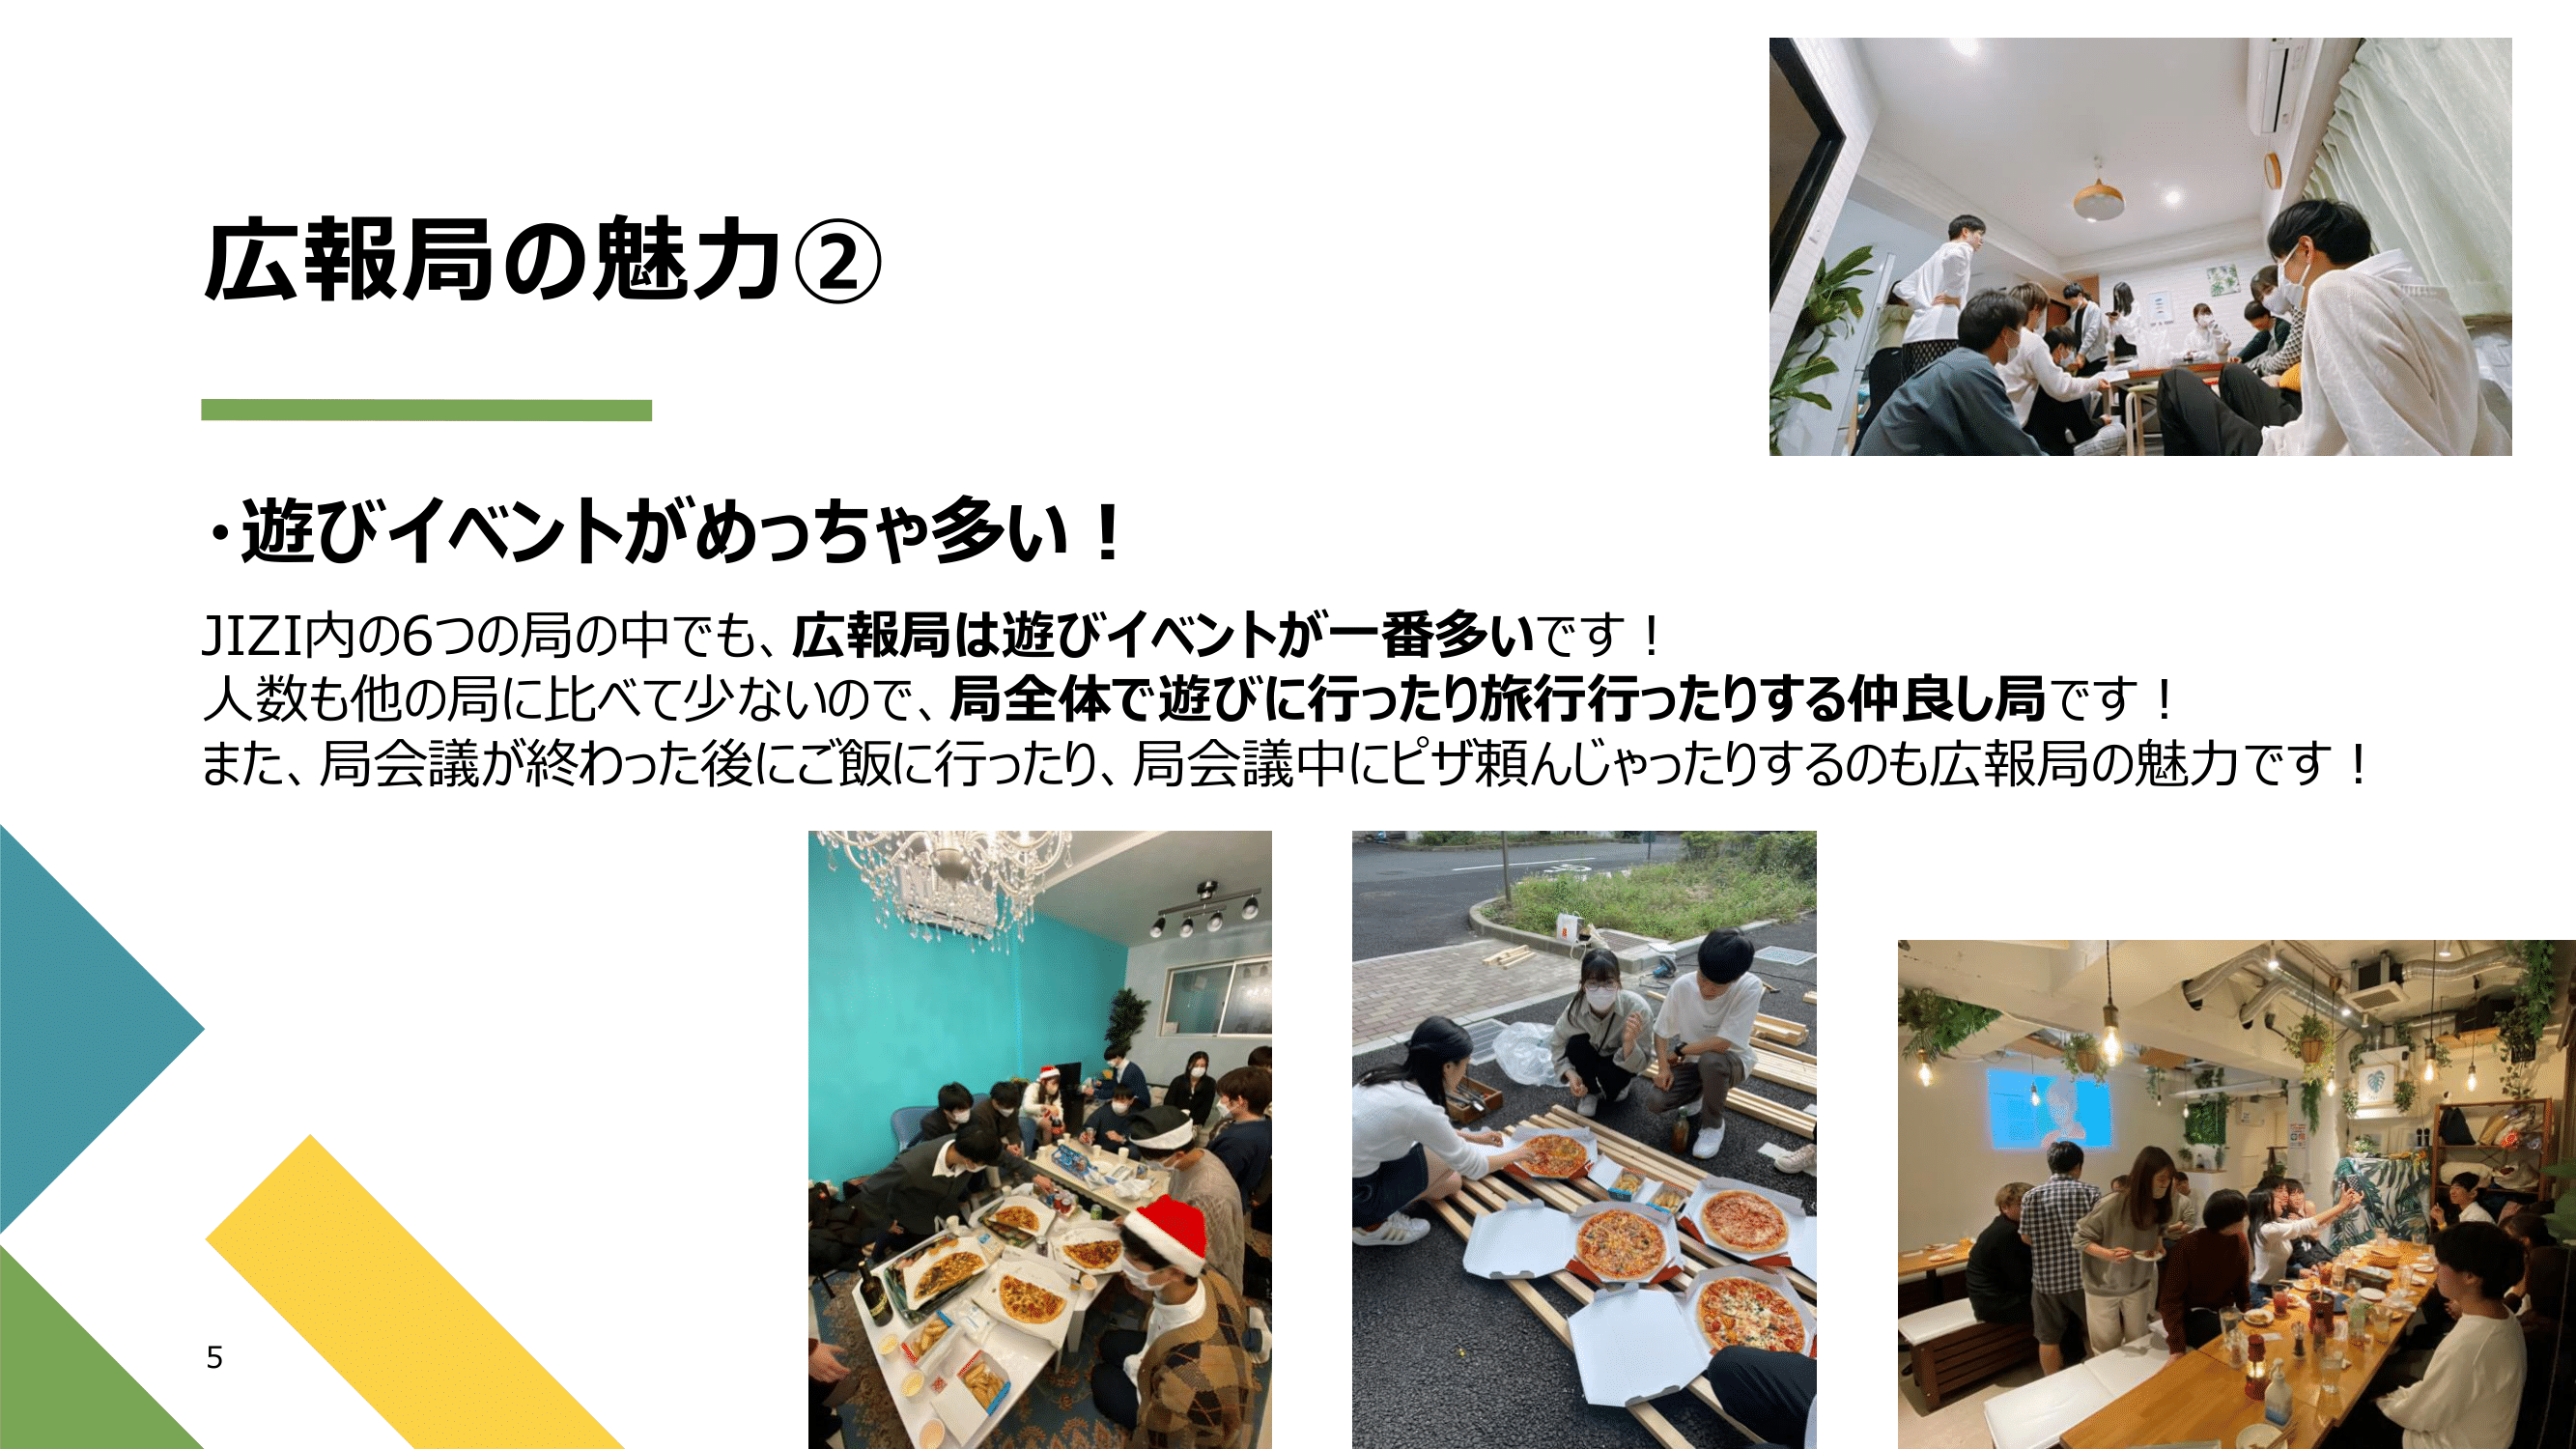 広報局の魅力②
・遊びイベントがめっちゃ多い！
JIZI内の6つの局の中でも、広報局は遊びイベントが一番多いです！
人数も他の局に比べて少ないので、局全体で遊びに行ったり旅行行ったりする仲良し局です！
また、局会議が終わった後にご飯に行ったり、局会議中にピザ頼んじゃったりするのも広報局の魅力です！
5